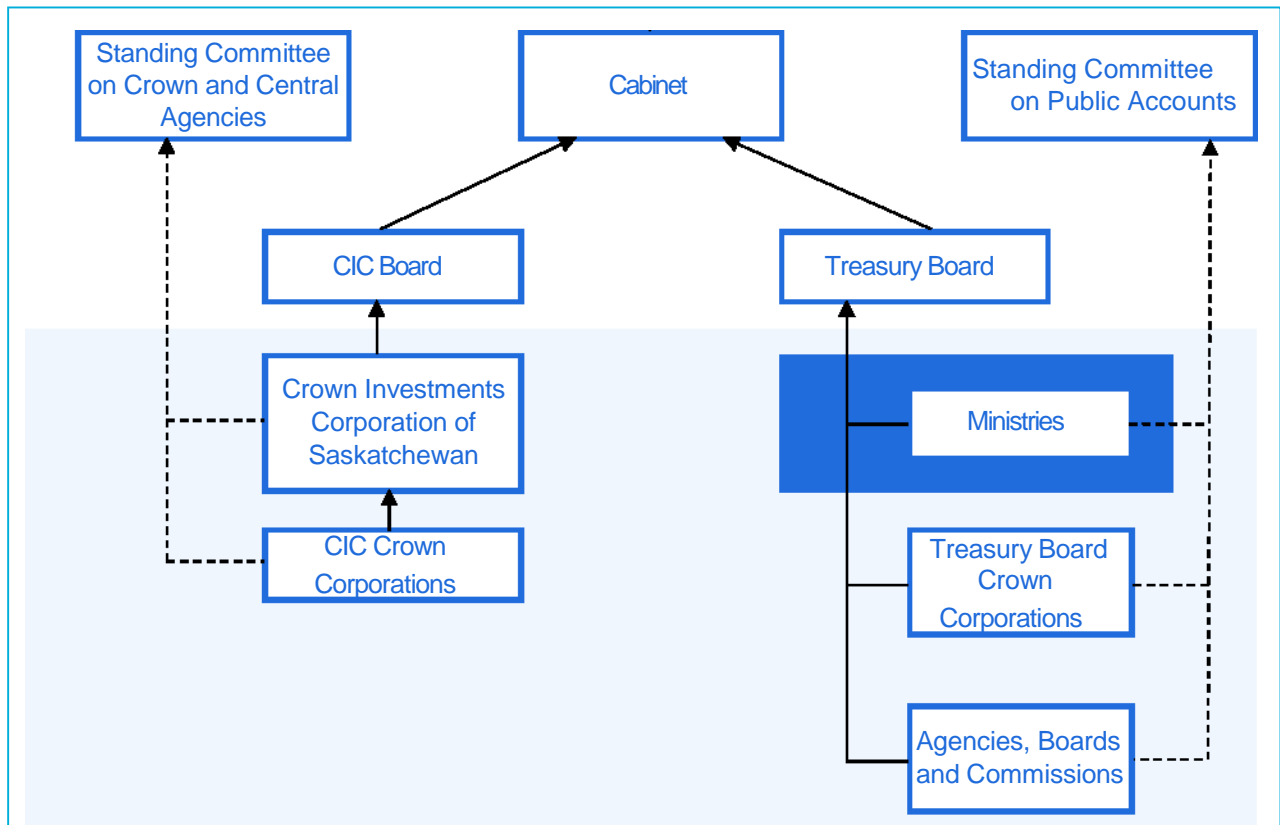 Standing Committee
on Crown and Central
Agencies
Cabinet
Standing Committee
on Public Accounts
CIC Board
Treasury Board
Crown Investments
Corporation of
Saskatchewan
Ministries
CIC Crown
Corporations
Treasury Board
Crown
Corporations
Agencies, Boards
and Commissions